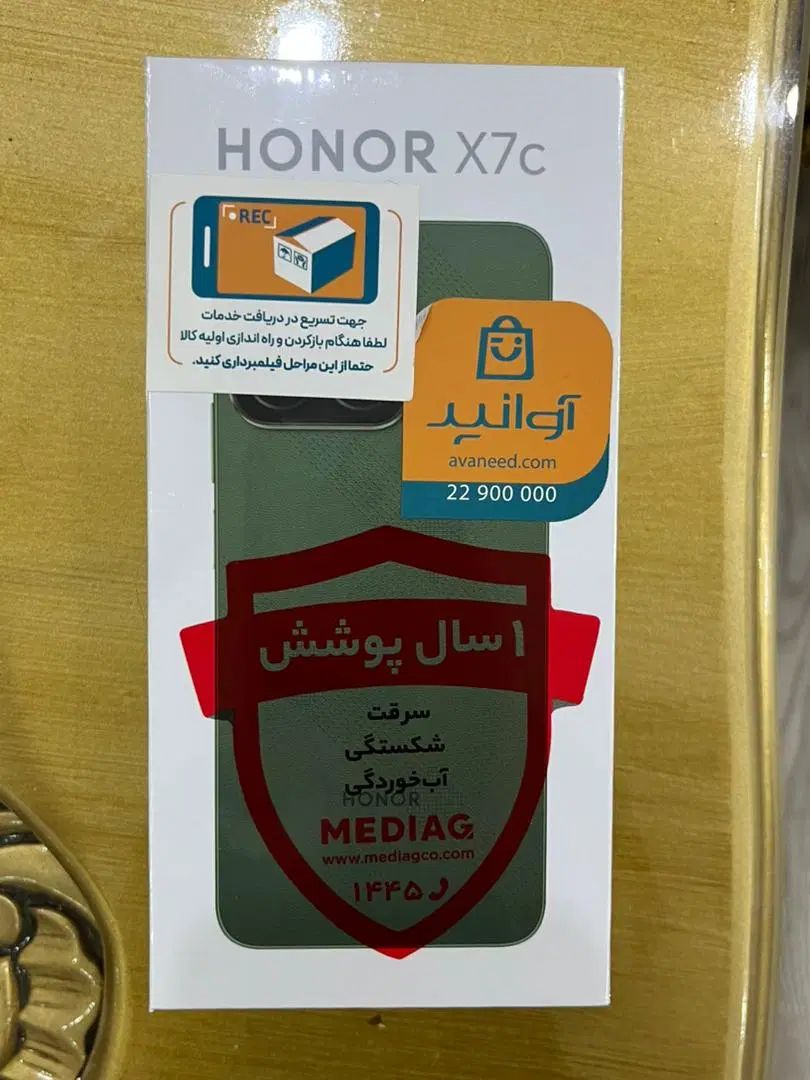 HONOR X7c
REC
جهت تسریع در دریافت خدمات
لطفا هنگام بازکردن و راه اندازی اولیه کالا
حتما از این مراحل فیلمبرداری کنید.
آوانید
avaneed.com
22 900 000
۱ سال پوشش
سرقت
شکستگی
آب‌خوردگی
HONOR
MEDIAG
www.mediagco.com
۱۴۴۵